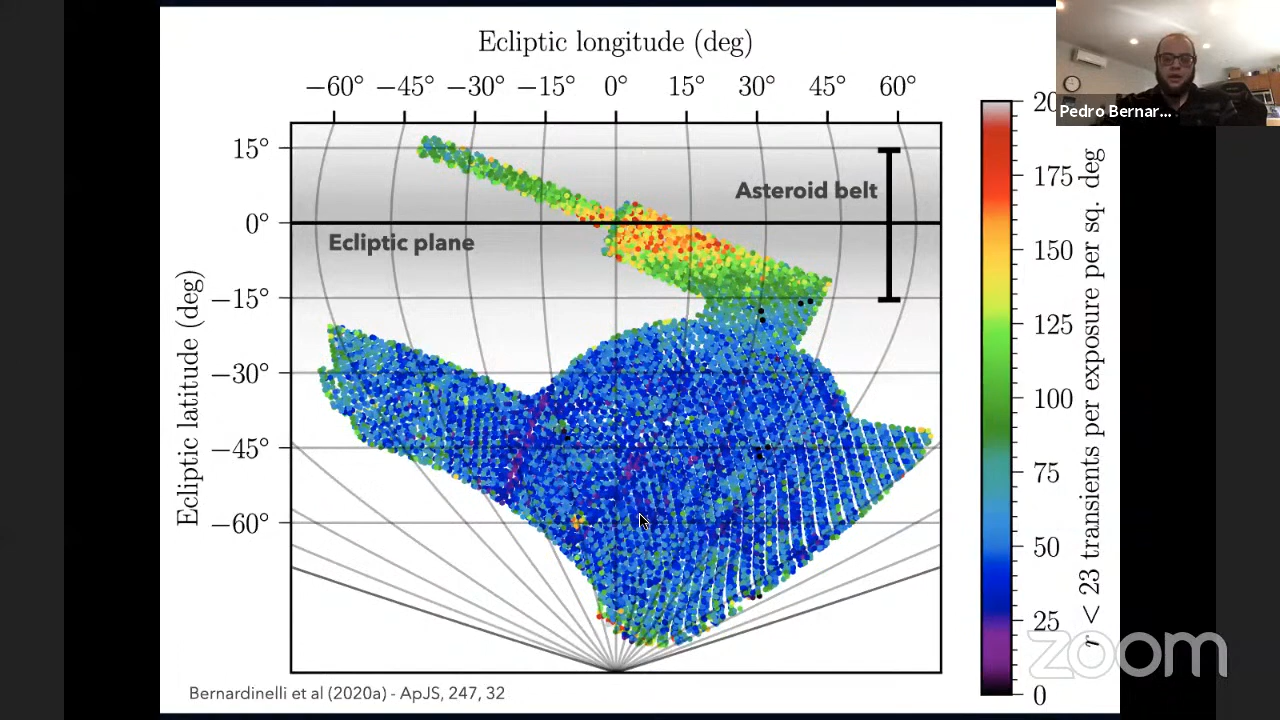 Ecliptic longitude (deg)
−60° −45° −30° −15° 0° 15° 30° 45° 60°
Pedro Bernar...
15°
0°
−15°
−30°
−45°
−60°
Ecliptic latitude (deg)
Asteroid belt
Ecliptic plane
20
175
150
125
100
75
50
25
0
r < 23 transients per exposure per sq. deg
zoom
Bernardinelli et al (2020a) - ApJS, 247, 32